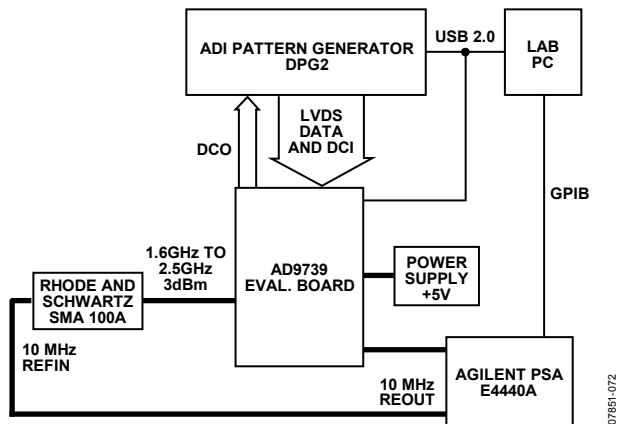 ADI PATTERN GENERATOR
DPG2
USB 2.0
LAB
PC
LVDS
DATA
AND DCI
DCO
GPIB
1.6GHz TO
2.5GHz
3dBm
AD9739
EVAL. BOARD
POWER
SUPPLY
+5V
RHODE AND
SCHWARTZ
SMA 100A
10 MHz
REFIN
10 MHz
REOUT
AGILENT PSA
E4440A
07851-072